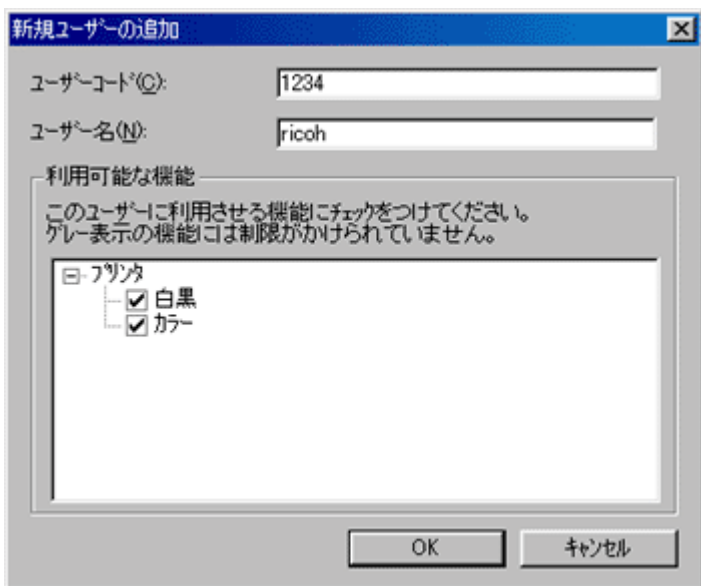 新規ユーザーの追加
ユーザーコード(C):
1234
ユーザー名(N):
ricoh
利用可能な機能
このユーザーに利用させる機能にチェックをつけてください。
グレー表示の機能には制限がかけられていません。
プリンタ
白黒
カラー
OK
キャンセル